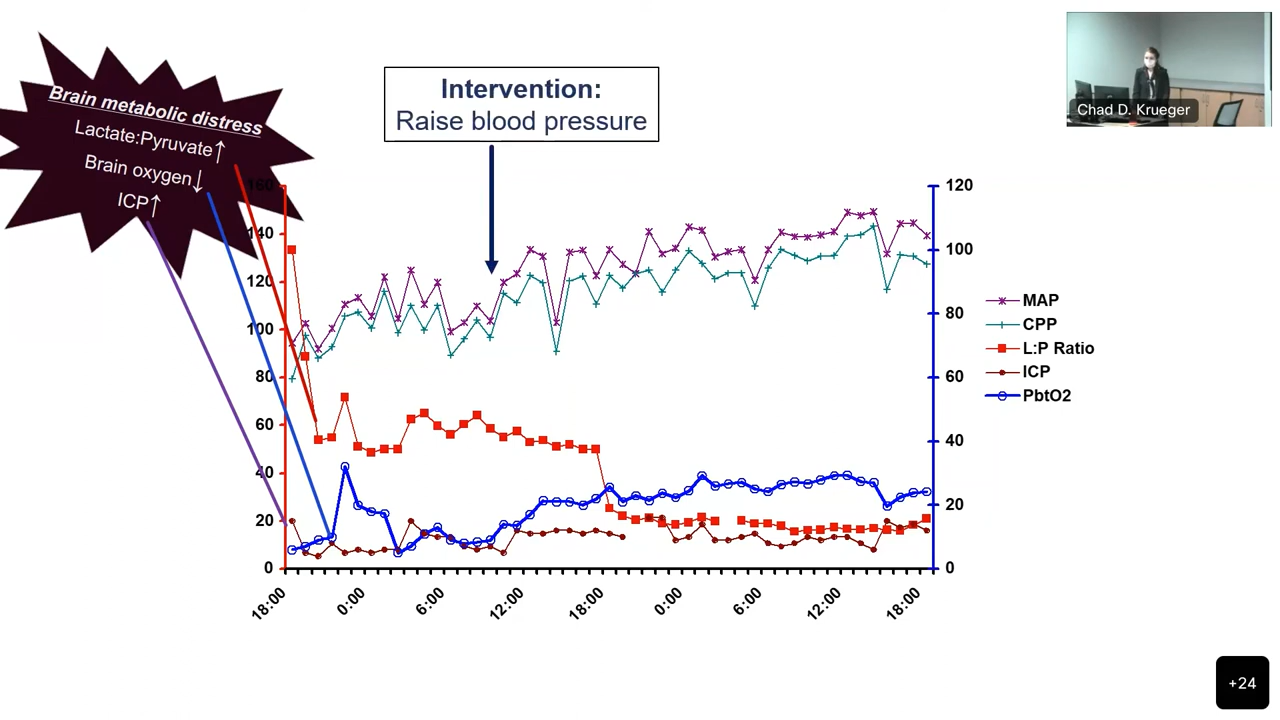 Brain metabolic distress
Lactate:Pyruvate↑
Brain oxygen↓
ICP↑
Intervention:
Raise blood pressure
Chad D. Krueger
160
140
120
100
80
60
40
20
0
120
100
80
60
40
20
0
18:00
0:00
6:00
12:00
18:00
0:00
6:00
12:00
18:00
MAP
CPP
L:P Ratio
ICP
PbtO2
+24